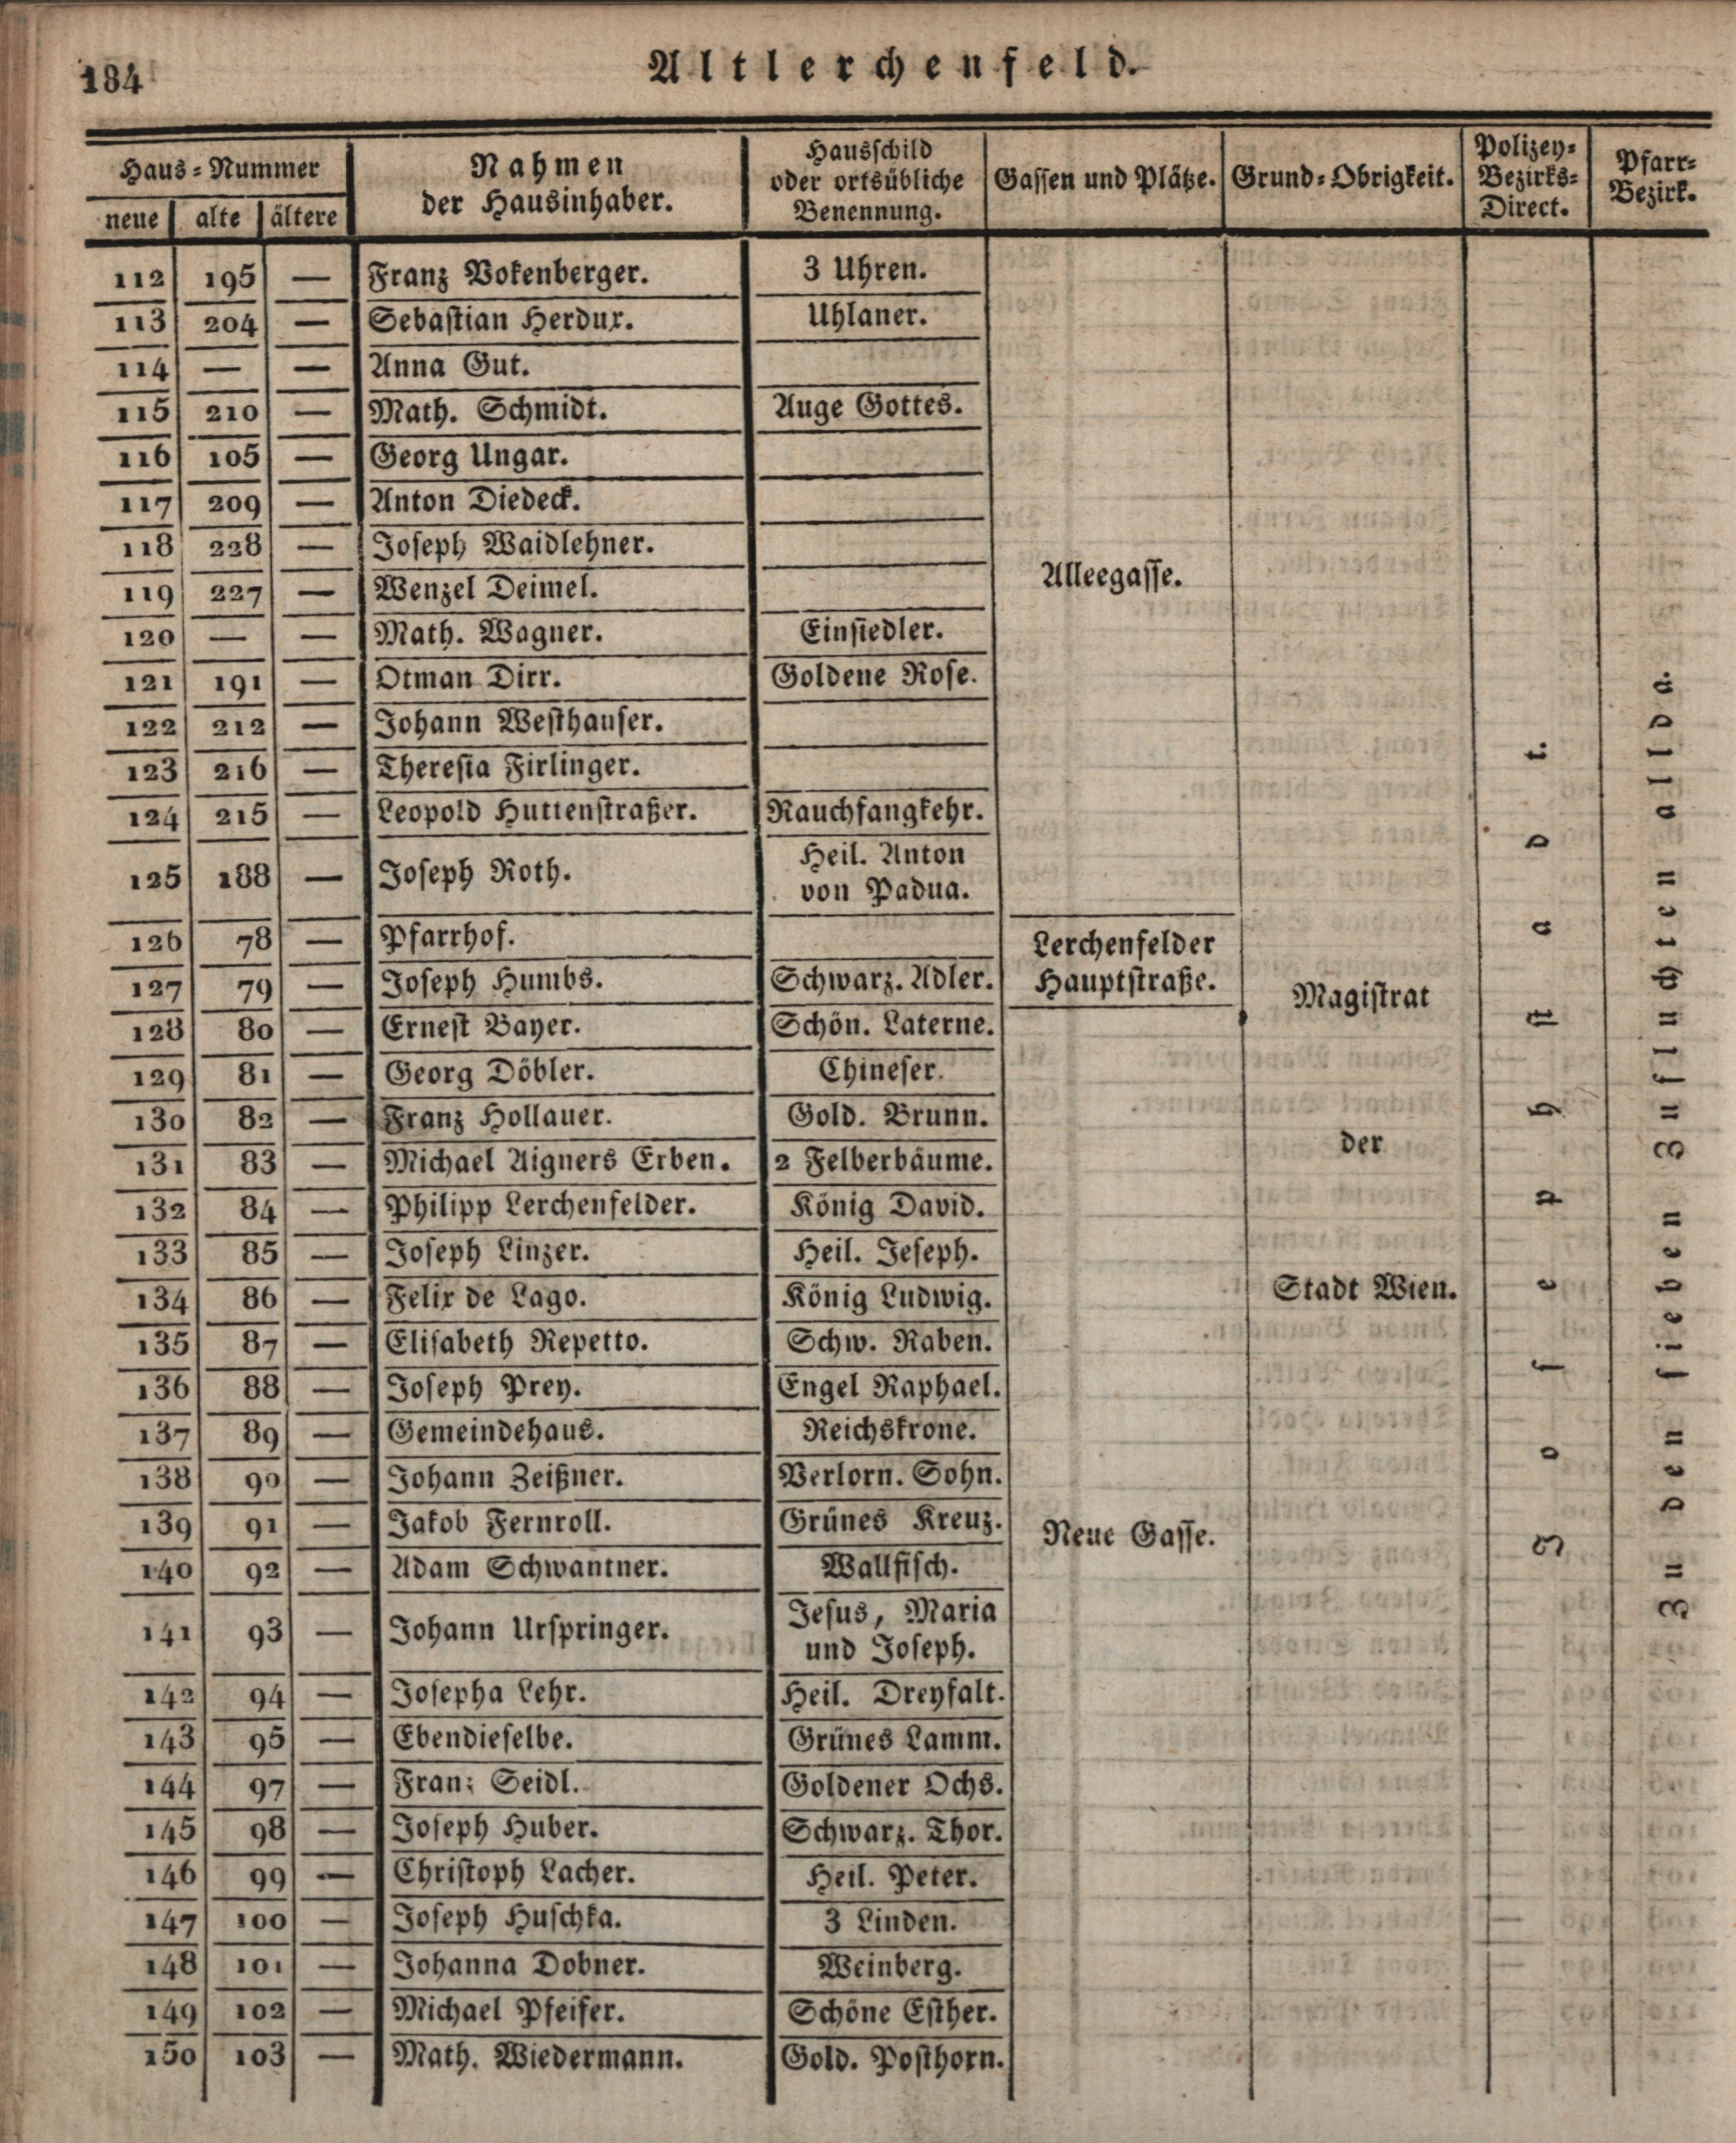 184
Altlerchenfeld.
Haus-Nummer
neue alte ältere
Nahmen
der Hausinhaber.
Hausschild
oder ortsübliche
Benennung.
Gassen und Plätze.
Grund-Obrigkeit.
Polizey-
Bezirks-
Direct.
Pfarr-
Bezirk.
112 195 — Franz Vokenberger. 3 Uhren.
113 204 — Sebastian Herdux. Uhlaner.
114 — — Anna Gut.
115 210 — Math. Schmidt. Auge Gottes.
116 105 — Georg Ungar.
117 209 — Anton Diedeck.
118 228 — Joseph Waidlehner.
119 227 — Wenzel Deimel.
Alleegasse.
120 — — Math. Wagner. Einsiedler.
121 191 — Otman Dirr. Goldene Rose.
122 212 — Johann Westhauser.
123 216 — Theresia Firlinger.
124 215 — Leopold Huttenstraßer. Rauchfangkehr.
125 188 — Joseph Roth. Heil. Anton
von Padua.
126 78 — Pfarrhof.
Lerchenfelder
Hauptstraße.
127 79 — Joseph Humbs. Schwarz. Adler.
128 80 — Ernest Bayer. Schön. Laterne.
129 81 — Georg Döbler. Chineser.
130 82 — Franz Hollauer. Gold. Brunn.
131 83 — Michael Aigners Erben. 2 Felberbäume.
132 84 — Philipp Lerchenfelder. König David.
133 85 — Joseph Linzer. Heil. Jeseph.
134 86 — Felix de Lago. König Ludwig.
135 87 — Elisabeth Repetto. Schw. Raben.
136 88 — Joseph Prey. Engel Raphael.
137 89 — Gemeindehaus. Reichskrone.
138 90 — Johann Zeißner. Verlorn. Sohn.
139 91 — Jakob Fernroll. Grünes Kreuz.
Neue Gasse.
140 92 — Adam Schwantner. Wallfisch.
141 93 — Johann Urspringer. Jesus, Maria
und Joseph.
142 94 — Josepha Lehr. Heil. Dreyfalt.
143 95 — Ebendieselbe. Grünes Lamm.
144 97 — Franz Seidl. Goldener Ochs.
145 98 — Joseph Huber. Schwarz. Thor.
146 99 — Christoph Lacher. Heil. Peter.
147 100 — Joseph Huschka. 3 Linden.
148 101 — Johanna Dobner. Weinberg.
149 102 — Michael Pfeifer. Schöne Esther.
150 103 — Math. Wiedermann. Gold. Posthorn.
Magistrat
der
Stadt Wien.
Josephstadt.
Zu den sieben Zuflüchten allda.